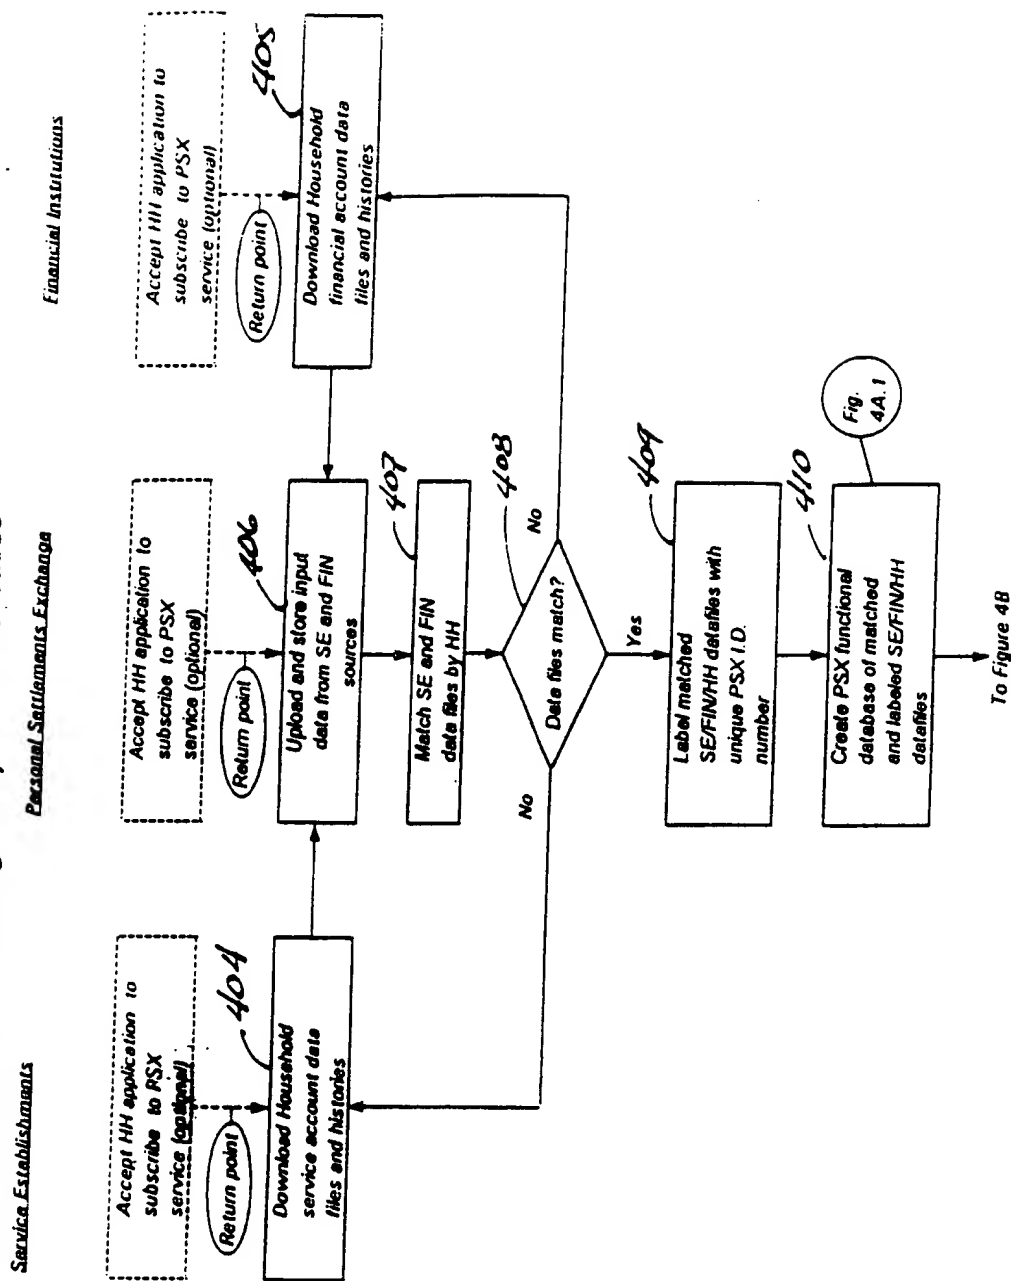 Service Establishments
Personal Settlements Exchange
Financial Institutions
Accept HH application to
subscribe to PSX
service (optional)
Accept HH application to
subscribe to PSX
service (optional)
Accept HH application to
subscribe to PSX
service (optional)
Return point
Return point
Return point
404
Download Household
service account data
files and histories
406
Upload and store input
data from SE and FIN
sources
405
Download Household
financial account data
files and histories
407
Match SE and FIN
data files by HH
408
Data files match?
No
No
Yes
409
Label matched
SE/FIN/HH datafiles with
unique PSX I.D.
number
410
Create PSX functional
database of matched
and labeled SE/FIN/HH
datafiles
Fig.
4A.1
To Figure 4B